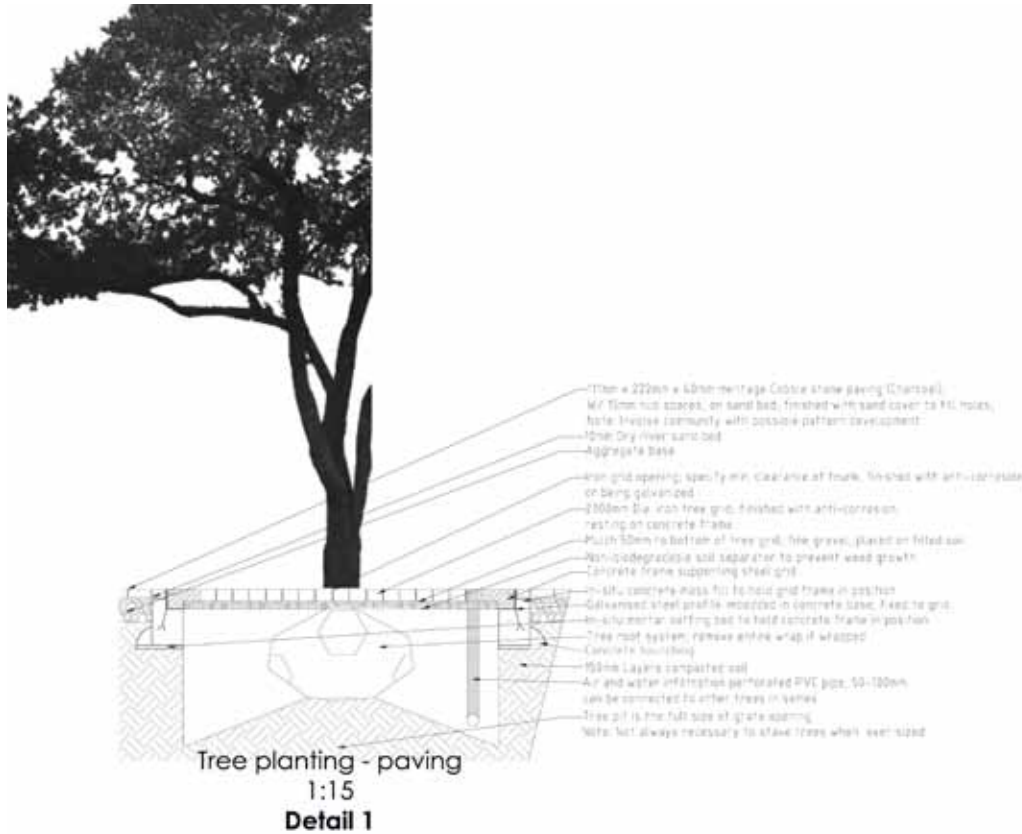 111mm x 222mm x 60mm Heritage Cobble stone paving (Charcoal);
W/ 15mm nib spaces, on sand bed; finished with sand cover to fill holes;
Note: Involve community with possible pattern development
10mm Dry river sand bed
Aggregate base
Iron grid opening; specify min clearance of trunk, finished with anti-corrosion
or being galvanized
2000mm Dia. iron tree grid; finished with anti-corrosion,
resting on concrete frame
Mulch 50mm to bottom of tree grid; fine gravel, placed on filled soil
Non-biodegradable soil separator to prevent weed growth
Concrete frame supporting steel grid
In-situ concrete mass fill to hold grid frame in position
Galvanised steel profile imbedded in concrete base; fixed to grid
In-situ mortar setting bed to hold concrete frame in position
Tree root system; remove entire wrap if wrapped
Concrete haunching
150mm Layers compacted soil
Air and water infiltration perforated PVC pipe, 50-100mm
can be connected to other trees in series
Tree pit is the full size of grate opening
Note: Not always necessary to stake trees when over sized
Tree planting - paving
1:15
Detail 1